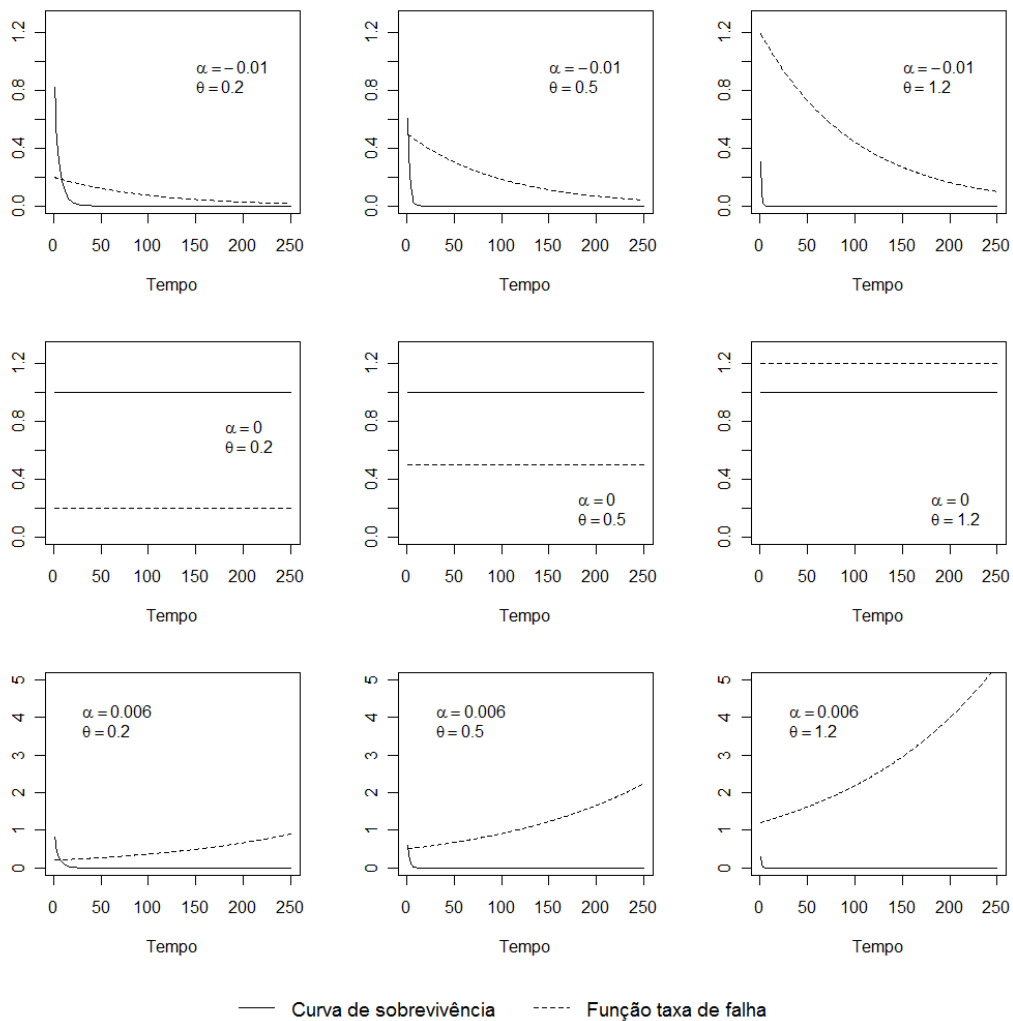 1.2
0.8
0.4
0.0
α = −0.01
θ = 0.2
0 50 100 150 200 250
Tempo
α = −0.01
θ = 0.5
0 50 100 150 200 250
Tempo
1.2
0.8
0.4
0.0
α = −0.01
θ = 1.2
0 50 100 150 200 250
Tempo
1.2
0.8
0.4
0.0
1.2
0.8
0.4
0.0
α = 0
θ = 0.2
0 50 100 150 200 250
Tempo
1.2
0.8
0.4
0.0
α = 0
θ = 0.5
0 50 100 150 200 250
Tempo
1.2
0.8
0.4
0.0
α = 0
θ = 1.2
0 50 100 150 200 250
Tempo
5
4
3
2
1
0
α = 0.006
θ = 0.2
0 50 100 150 200 250
Tempo
5
4
3
2
1
0
α = 0.006
θ = 0.5
0 50 100 150 200 250
Tempo
5
4
3
2
1
0
α = 0.006
θ = 1.2
0 50 100 150 200 250
Tempo
Curva de sobrevivência
Função taxa de falha